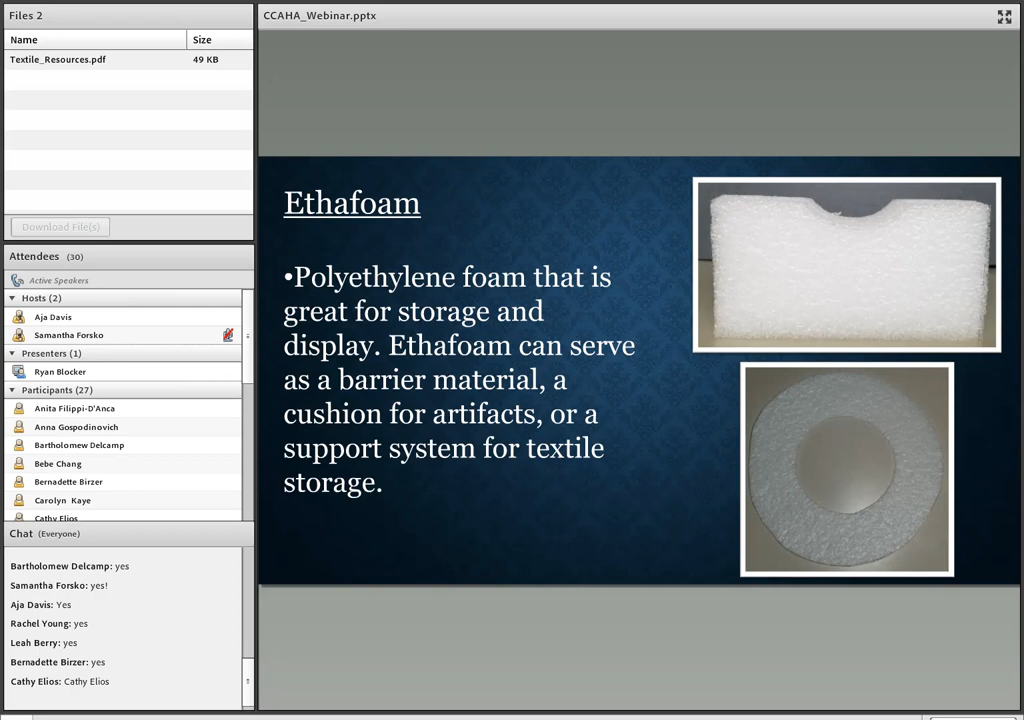 Files 2
Name Size
Textile_Resources.pdf 49 KB
Download File(s)
Attendees (30)
Active Speakers
Hosts (2)
Aja Davis
Samantha Forsko
Presenters (1)
Ryan Blocker
Participants (27)
Anita Filippi-D'Anca
Anna Gospodinovich
Bartholomew Delcamp
Bebe Chang
Bernadette Birzer
Carolyn Kaye
Cathy Elios
Chat (Everyone)
Bartholomew Delcamp: yes
Samantha Forsko: yes!
Aja Davis: Yes
Rachel Young: yes
Leah Berry: yes
Bernadette Birzer: yes
Cathy Elios: Cathy Elios
CCAHA_Webinar.pptx
Ethafoam
•Polyethylene foam that is
great for storage and
display. Ethafoam can serve
as a barrier material, a
cushion for artifacts, or a
support system for textile
storage.